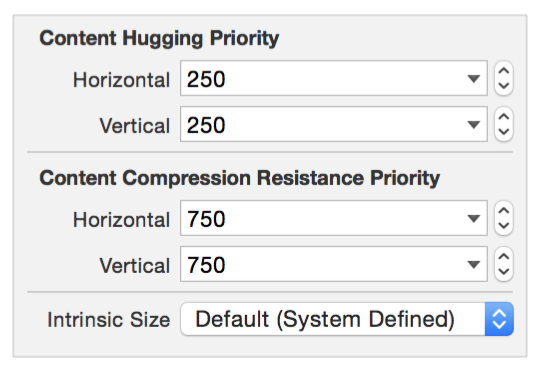 Content Hugging Priority
Horizontal 250
Vertical 250
Content Compression Resistance Priority
Horizontal 750
Vertical 750
Intrinsic Size Default (System Defined)